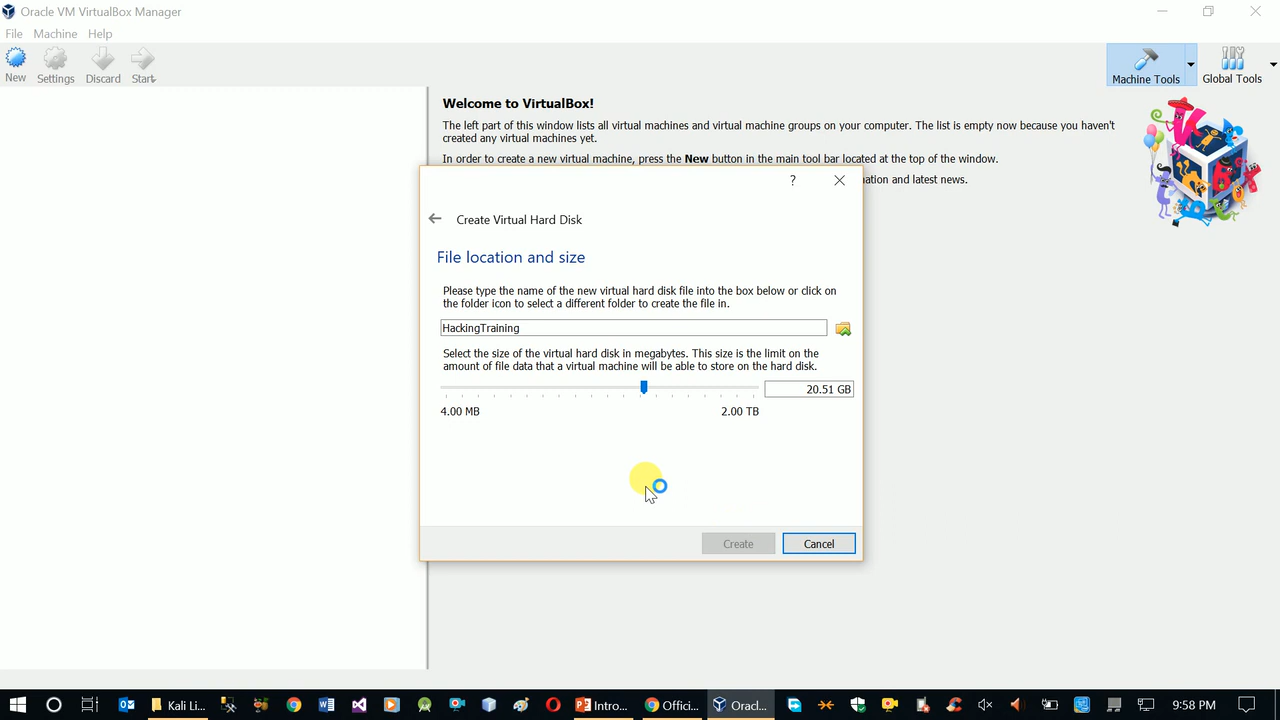 Oracle VM VirtualBox Manager
File Machine Help
New Settings Discard Start
Machine Tools Global Tools
Welcome to VirtualBox!
The left part of this window lists all virtual machines and virtual machine groups on your computer. The list is empty now because you haven't
created any virtual machines yet.
In order to create a new virtual machine, press the New button in the main tool bar located at the top of the window.
ation and latest news.
?
Create Virtual Hard Disk
File location and size
Please type the name of the new virtual hard disk file into the box below or click on
the folder icon to select a different folder to create the file in.
HackingTraining
Select the size of the virtual hard disk in megabytes. This size is the limit on the
amount of file data that a virtual machine will be able to store on the hard disk.
20.51 GB
4.00 MB 2.00 TB
Create Cancel
Kali Li... Intro... Offici... Oracl... 9:58 PM